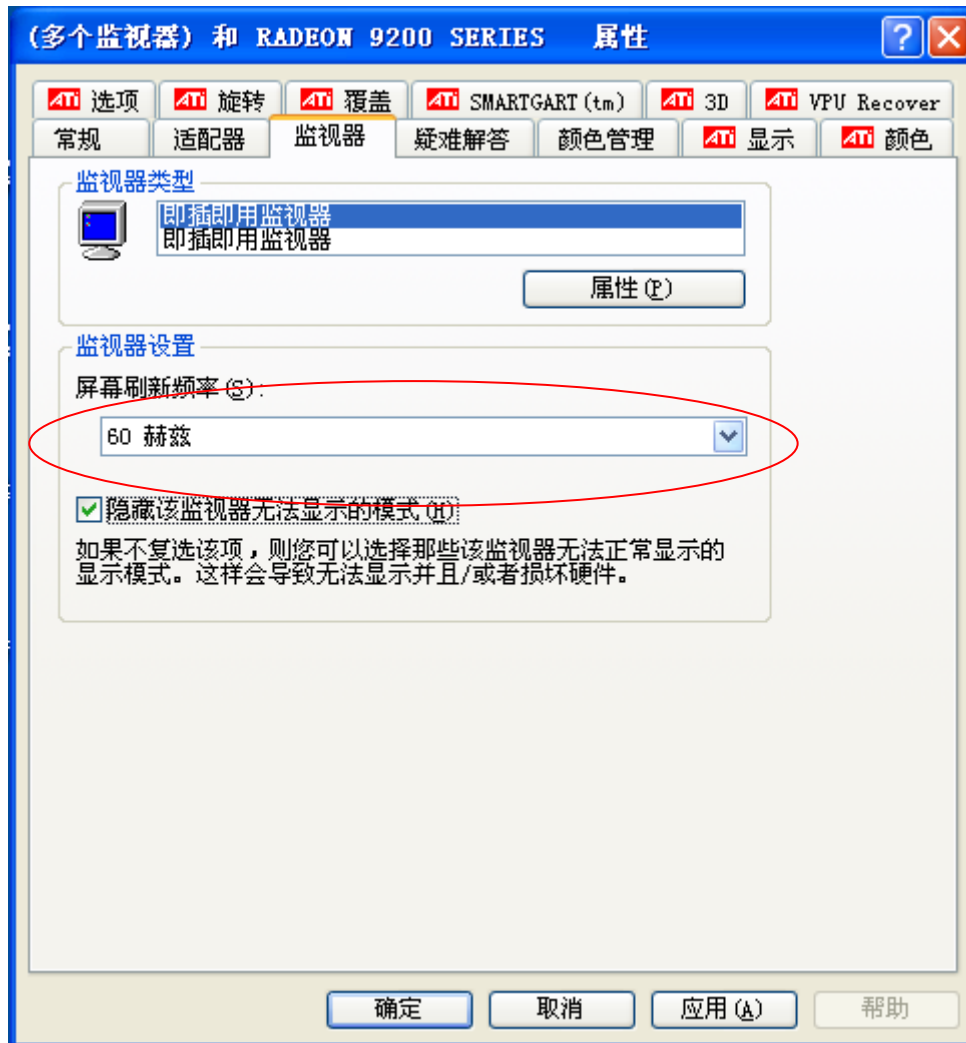 (多个监视器) 和 RADEON 9200 SERIES 属性
ATI 选项 ATI 旋转 ATI 覆盖 ATI SMARTGART(tm) ATI 3D ATI VPU Recover
常规 适配器 监视器 疑难解答 颜色管理 ATI 显示 ATI 颜色
监视器类型
即插即用监视器
即插即用监视器
属性(P)
监视器设置
屏幕刷新频率(S):
60 赫兹
隐藏该监视器无法显示的模式(H)
如果不复选该项，则您可以选择那些该监视器无法正常显示的
显示模式。这样会导致无法显示并且/或者损坏硬件。
确定 取消 应用(A) 帮助